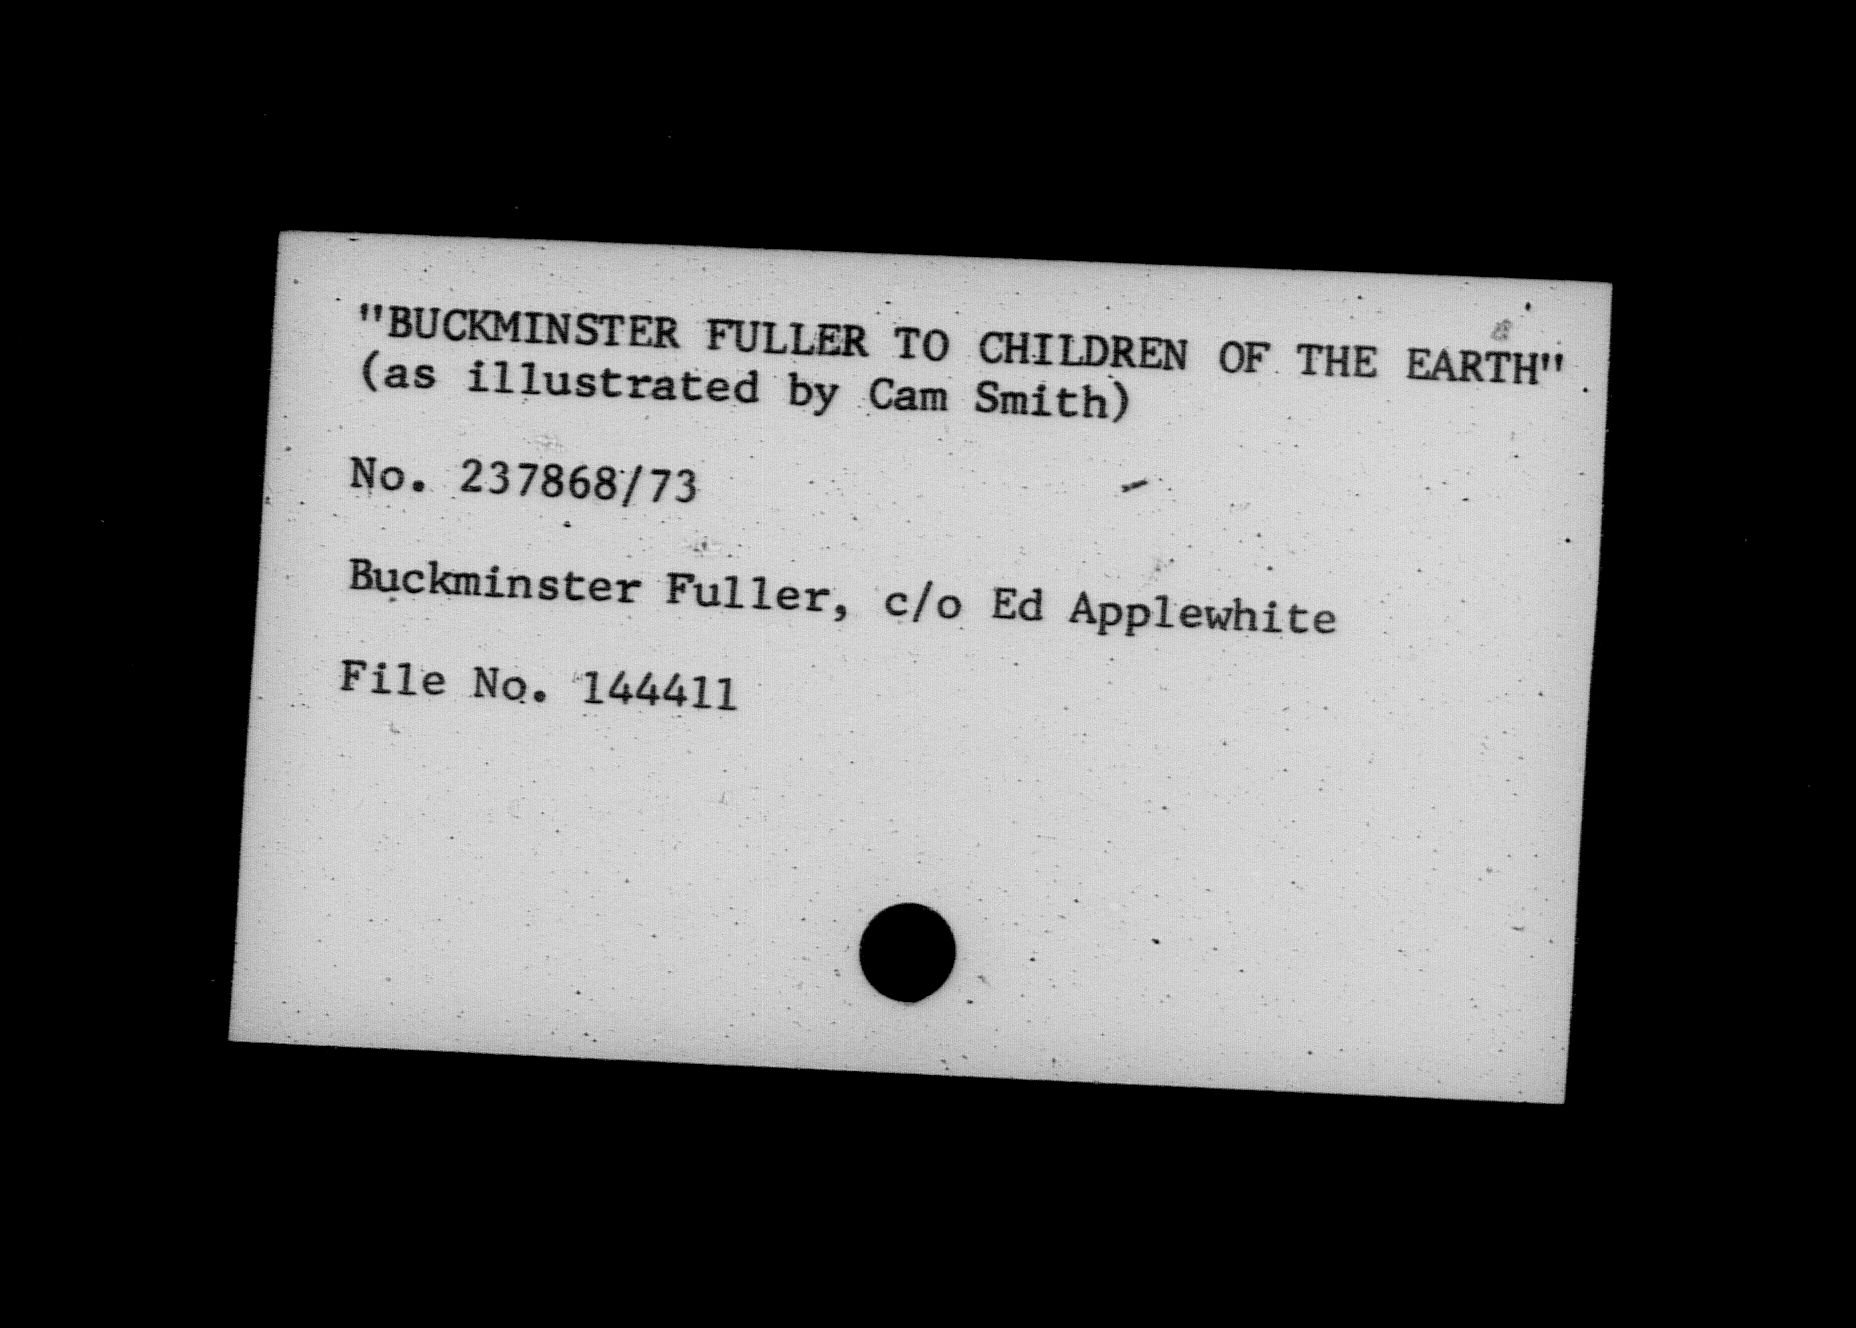 "BUCKMINSTER FULLER TO CHILDREN OF THE EARTH"
(as illustrated by Cam Smith)
No. 237868/73
Buckminster Fuller, c/o Ed Applewhite
File No. 144411